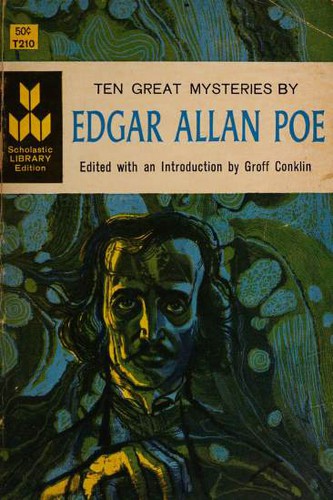 50¢
T210
Scholastic
LIBRARY
Edition
TEN GREAT MYSTERIES BY
EDGAR ALLAN POE
Edited with an Introduction by Groff Conklin